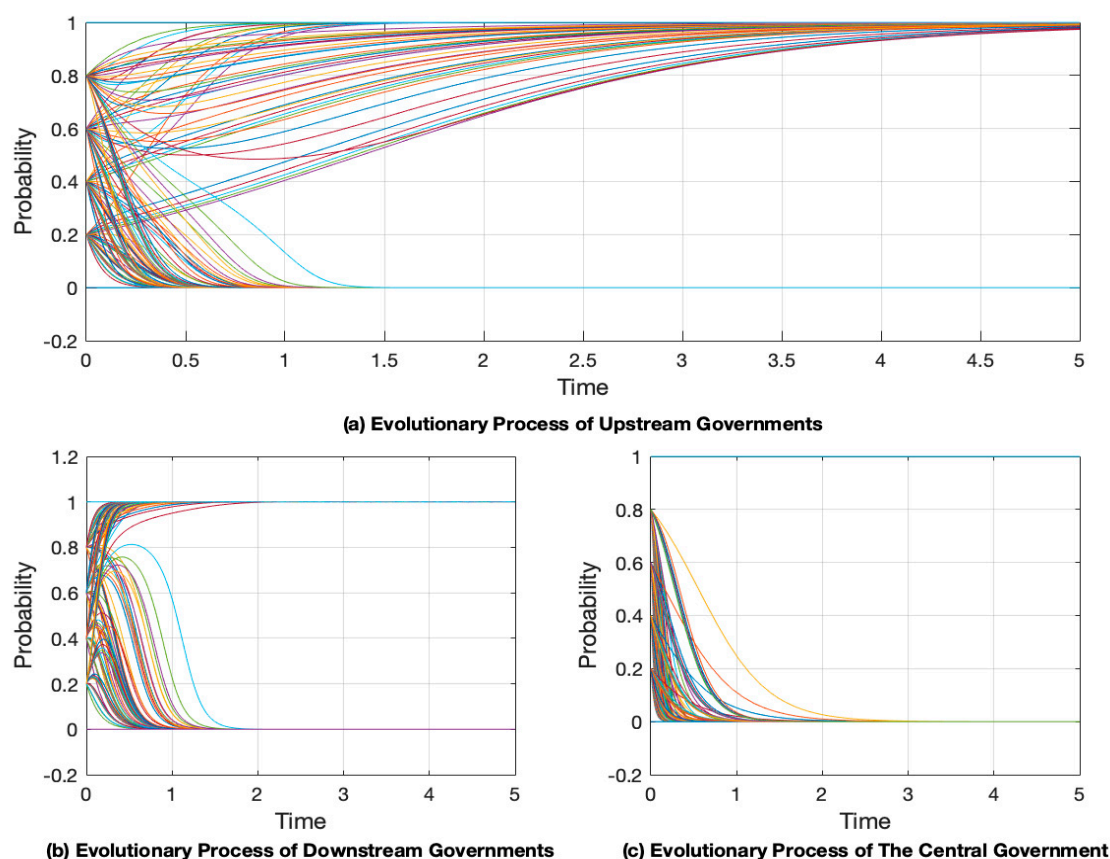 1
0.8
0.6
0.4
0.2
0
-0.2
Probability
0 0.5 1 1.5 2 2.5 3 3.5 4 4.5 5
Time
(a) Evolutionary Process of Upstream Governments
1.2
1
0.8
0.6
0.4
0.2
0
-0.2
Probability
0 1 2 3 4 5
Time
(b) Evolutionary Process of Downstream Governments
1
0.8
0.6
0.4
0.2
0
-0.2
Probability
0 1 2 3 4 5
Time
(c) Evolutionary Process of The Central Government